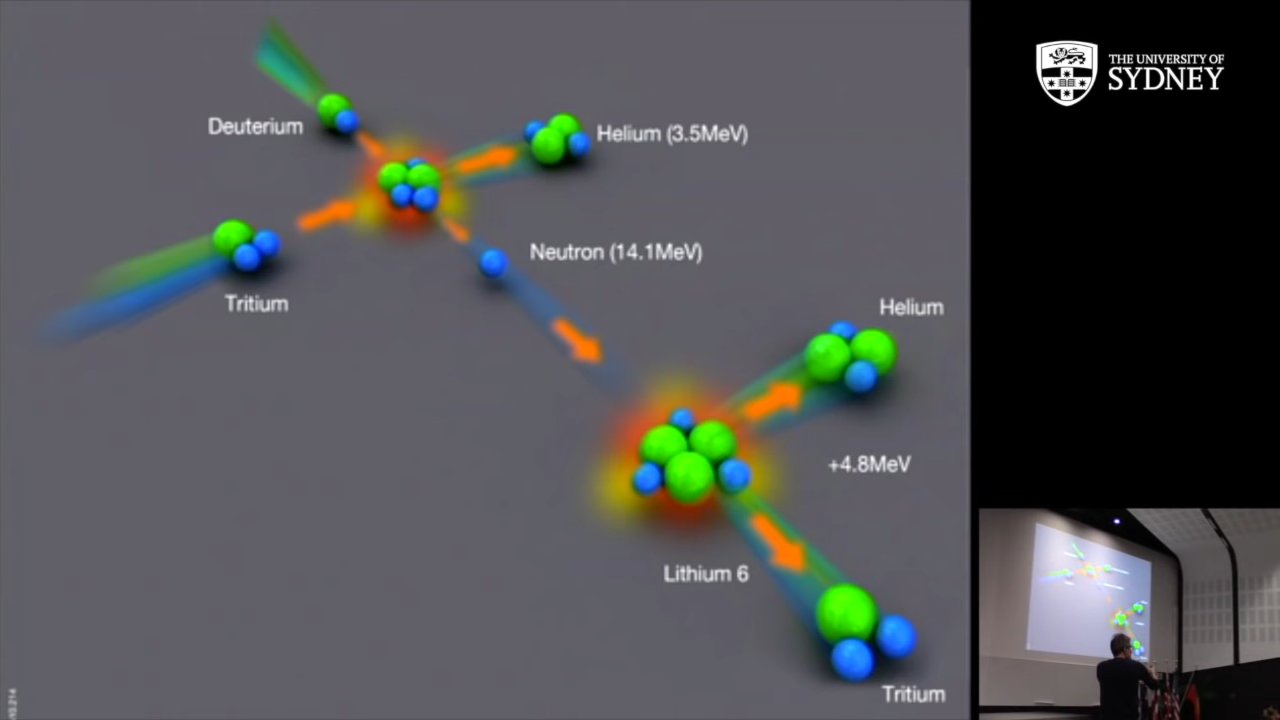 THE UNIVERSITY OF
SYDNEY
Deuterium
Helium (3.5MeV)
Neutron (14.1MeV)
Tritium
Helium
+4.8MeV
Lithium 6
Tritium